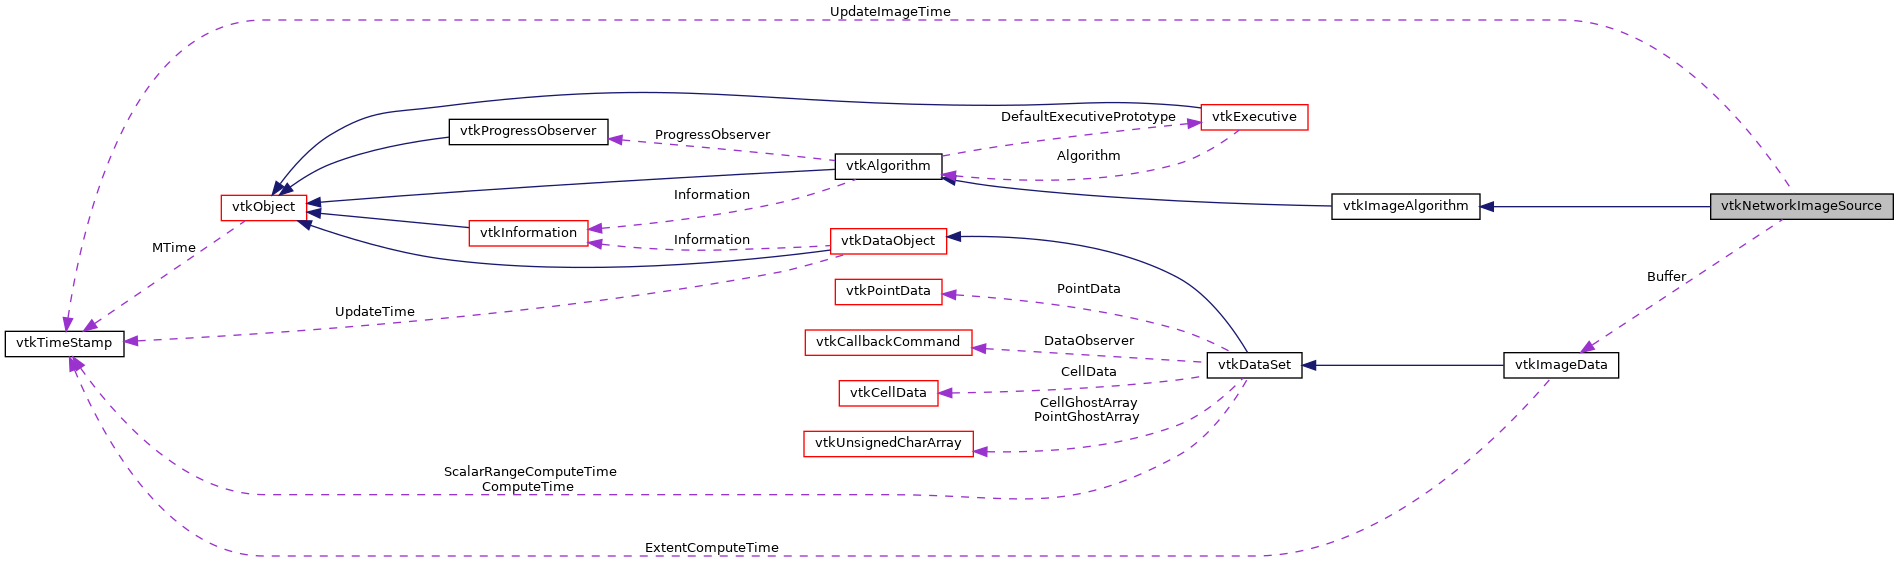 UpdateImageTime
DefaultExecutivePrototype
vtkExecutive
vtkProgressObserver
ProgressObserver
Algorithm
vtkAlgorithm
Information
vtkObject
vtkImageAlgorithm
vtkNetworkImageSource
vtkInformation
Information
vtkDataObject
MTime
Buffer
vtkPointData
PointData
UpdateTime
vtkTimeStamp
vtkCallbackCommand
DataObserver
vtkDataSet
vtkImageData
CellData
vtkCellData
CellGhostArray
PointGhostArray
vtkUnsignedCharArray
ScalarRangeComputeTime
ComputeTime
ExtentComputeTime